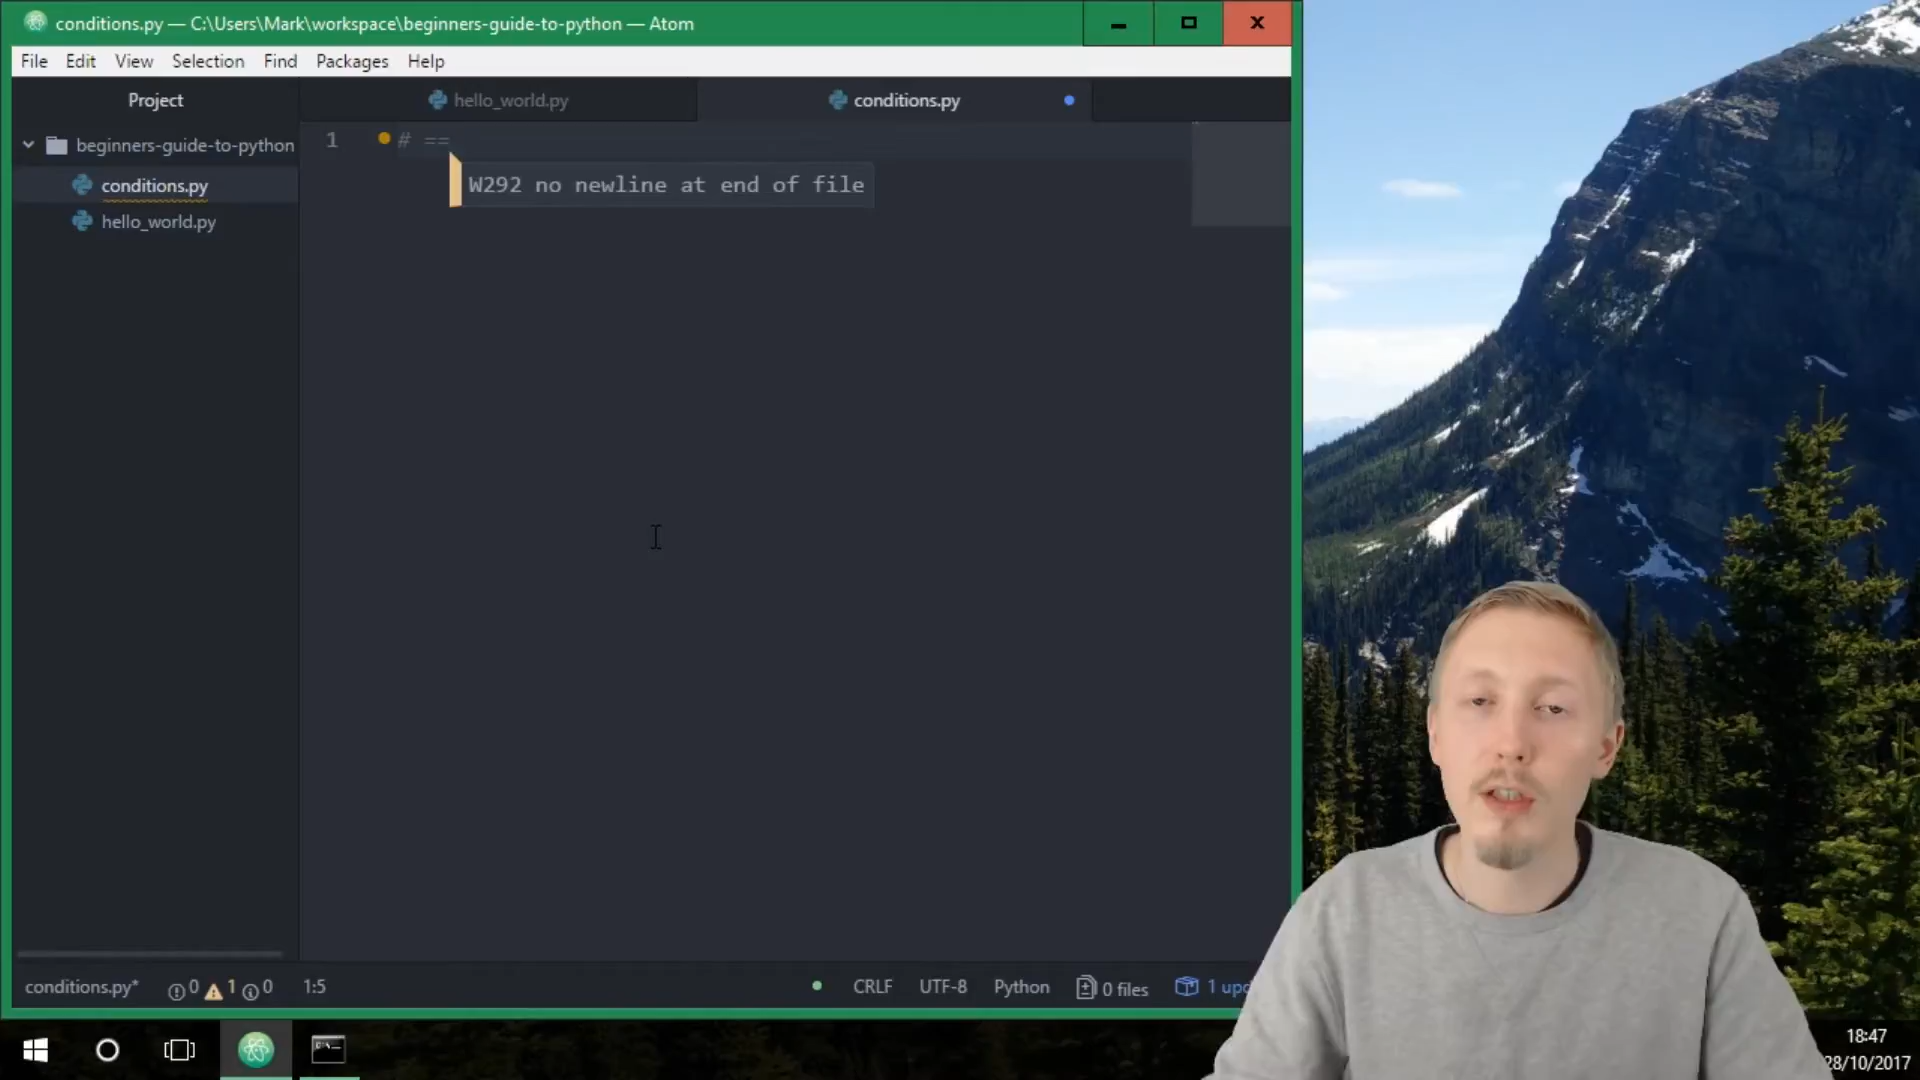 conditions.py — C:\Users\Mark\workspace\beginners-guide-to-python — Atom
File Edit View Selection Find Packages Help
Project
hello_world.py
conditions.py
beginners-guide-to-python
conditions.py
hello_world.py
1 # ==
W292 no newline at end of file
conditions.py* 0 1 0 1:5
CRLF UTF-8 Python 0 files 1 upd
18:47
28/10/2017